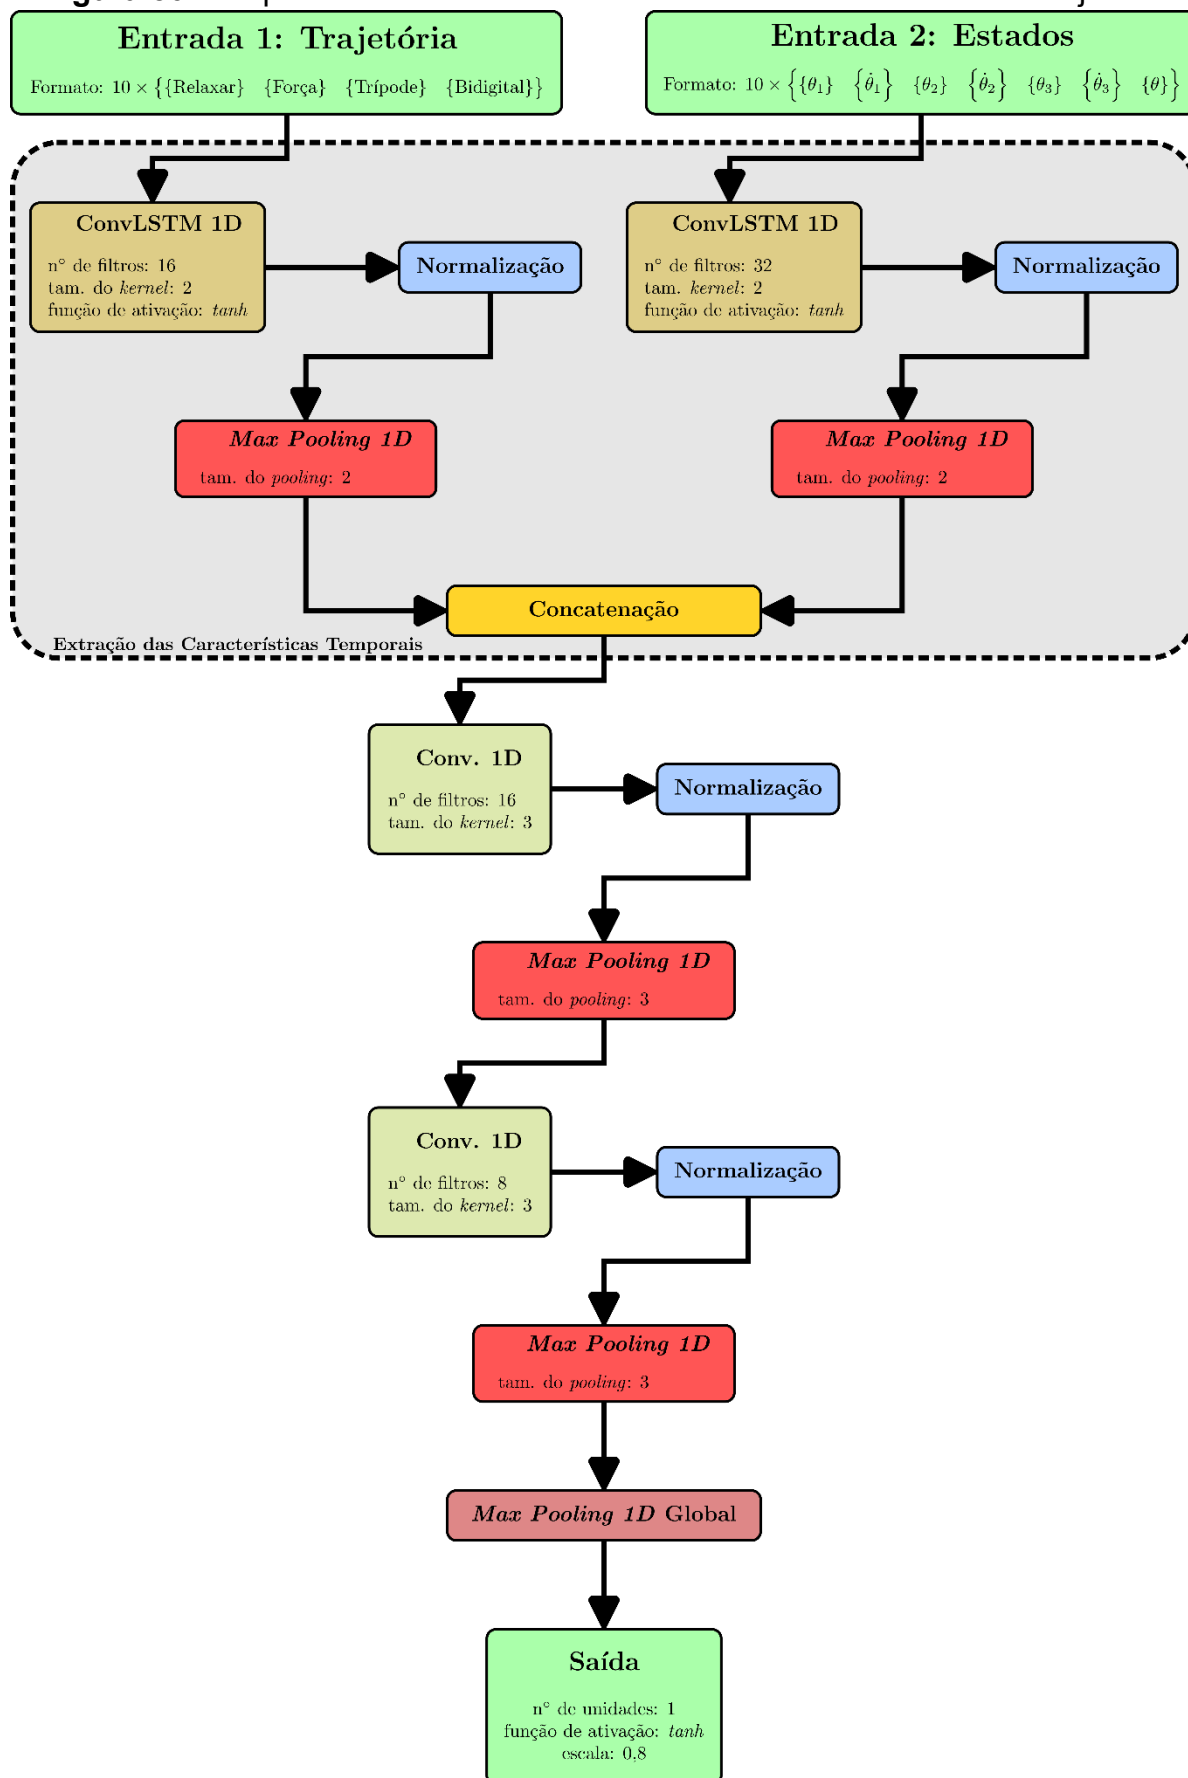 Entrada 1: Trajetória
Formato: 10 × {{Relaxar} {Força} {Trípode} {Bidigital}}
Entrada 2: Estados
Formato: 10 × {{θ₁} {θ̇₁} {θ₂} {θ̇₂} {θ₃} {θ̇₃} {θ}}
ConvLSTM 1D
n° de filtros: 16
tam. do kernel: 2
função de ativação: tanh
Normalização
ConvLSTM 1D
n° de filtros: 32
tam. kernel: 2
função de ativação: tanh
Normalização
Max Pooling 1D
tam. do pooling: 2
Max Pooling 1D
tam. do pooling: 2
Concatenação
Extração das Características Temporais
Conv. 1D
n° de filtros: 16
tam. do kernel: 3
Normalização
Max Pooling 1D
tam. do pooling: 3
Conv. 1D
n° de filtros: 8
tam. do kernel: 3
Normalização
Max Pooling 1D
tam. do pooling: 3
Max Pooling 1D Global
Saída
n° de unidades: 1
função de ativação: tanh
escala: 0,8